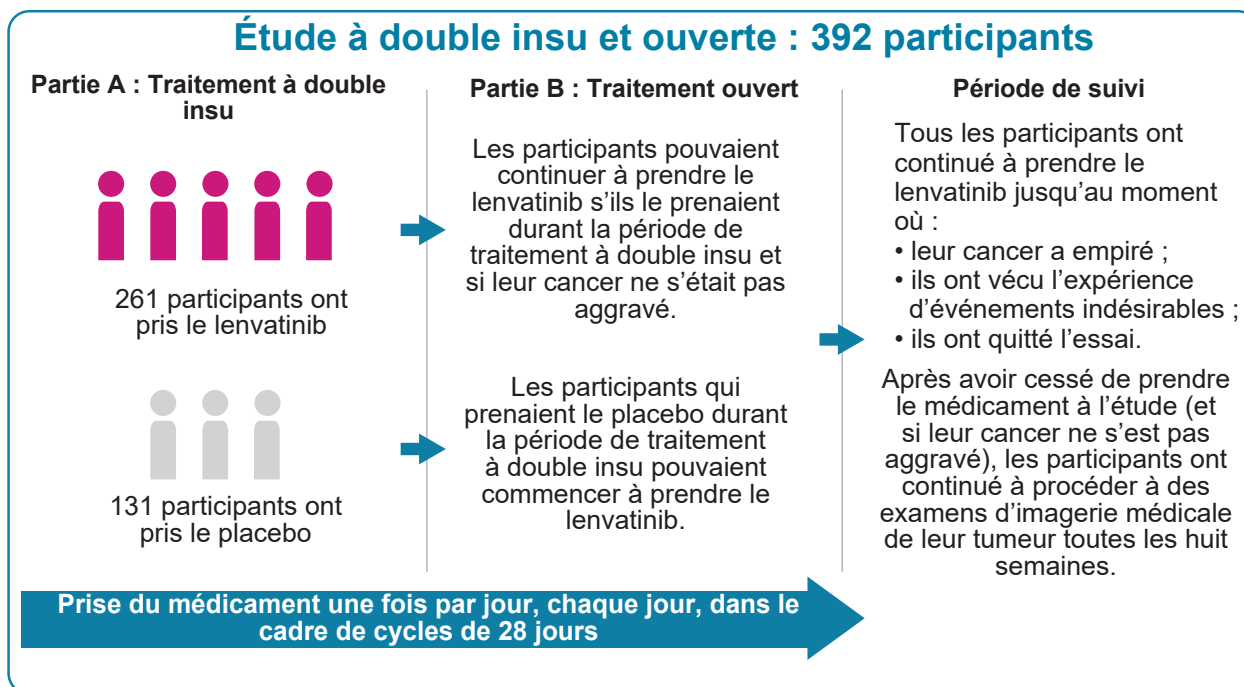 Étude à double insu et ouverte : 392 participants
Partie A : Traitement à double
insu
261 participants ont
pris le lenvatinib
131 participants ont
pris le placebo
Partie B : Traitement ouvert
Les participants pouvaient
continuer à prendre le
lenvatinib s’ils le prenaient
durant la période de
traitement à double insu et
si leur cancer ne s’était pas
aggravé.
Les participants qui
prenaient le placebo durant
la période de traitement
à double insu pouvaient
commencer à prendre le
lenvatinib.
Période de suivi
Tous les participants ont
continué à prendre le
lenvatinib jusqu’au moment
où :
• leur cancer a empiré ;
• ils ont vécu l’expérience
d’événements indésirables ;
• ils ont quitté l’essai.
Après avoir cessé de prendre
le médicament à l’étude (et
si leur cancer ne s’est pas
aggravé), les participants ont
continué à procéder à des
examens d’imagerie médicale
de leur tumeur toutes les huit
semaines.
Prise du médicament une fois par jour, chaque jour, dans le
cadre de cycles de 28 jours